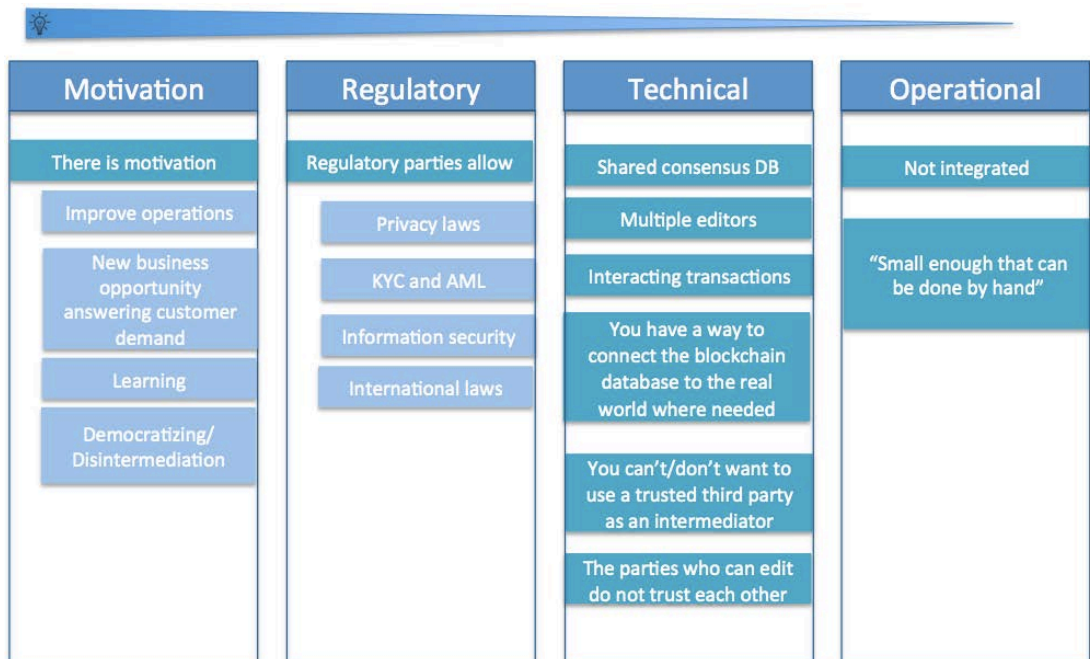 Motivation
There is motivation
Improve operations
New business
opportunity
answering customer
demand
Learning
Democratizing/
Disintermediation
Regulatory
Regulatory parties allow
Privacy laws
KYC and AML
Information security
International laws
Technical
Shared consensus DB
Multiple editors
Interacting transactions
You have a way to
connect the blockchain
database to the real
world where needed
You can't/don't want to
use a trusted third party
as an intermediator
The parties who can edit
do not trust each other
Operational
Not integrated
“Small enough that can
be done by hand”